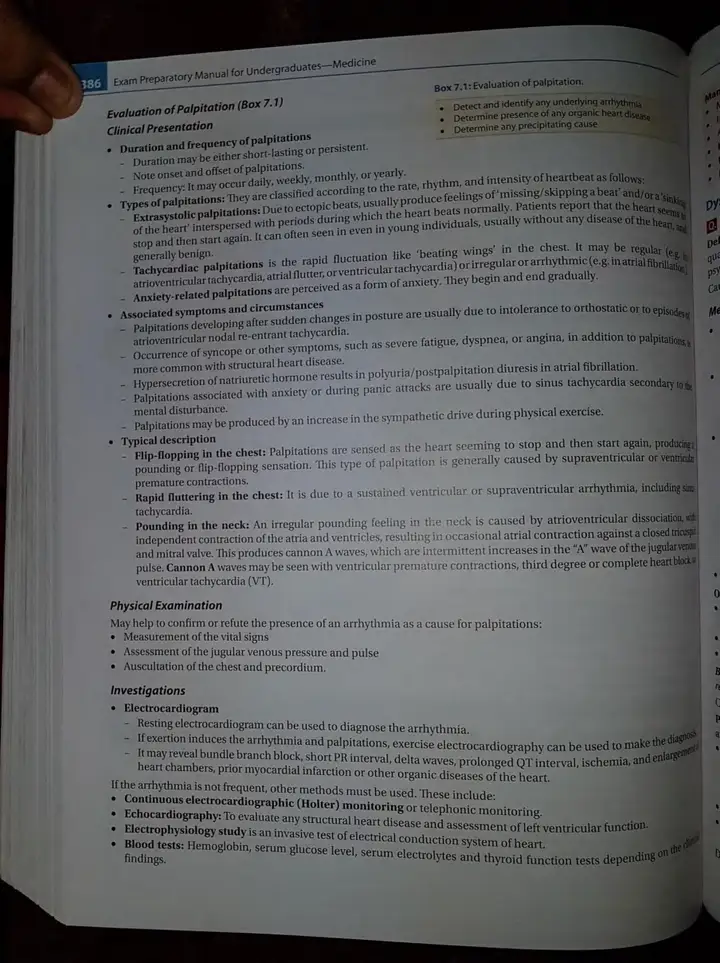 386 Exam Preparatory Manual for Undergraduates—Medicine
Evaluation of Palpitation (Box 7.1)
Clinical Presentation
Box 7.1: Evaluation of palpitation.
• Detect and identify any underlying arrhythmia
• Determine presence of any organic heart disease
• Determine any precipitating cause
• Duration and frequency of palpitations
– Duration may be either short-lasting or persistent.
– Note onset and offset of palpitations.
– Frequency: It may occur daily, weekly, monthly, or yearly.
• Types of palpitations: They are classified according to the rate, rhythm, and intensity of heartbeat as follows:
– Extrasystolic palpitations: Due to ectopic beats, usually produce feelings of 'missing/skipping a beat' and/or a 'sinking
of the heart' interspersed with periods during which the heart beats normally. Patients report that the heart seems to
stop and then start again. It can often seen in even in young individuals, usually without any disease of the heart, and
generally benign.
– Tachycardiac palpitations is the rapid fluctuation like 'beating wings' in the chest. It may be regular (e.g. in
atrioventricular tachycardia, atrial flutter, or ventricular tachycardia) or irregular or arrhythmic (e.g. in atrial fibrillation)
– Anxiety-related palpitations are perceived as a form of anxiety. They begin and end gradually.
• Associated symptoms and circumstances
– Palpitations developing after sudden changes in posture are usually due to intolerance to orthostatic or to episodes of
atrioventricular nodal re-entrant tachycardia.
– Occurrence of syncope or other symptoms, such as severe fatigue, dyspnea, or angina, in addition to palpitations, is
more common with structural heart disease.
– Hypersecretion of natriuretic hormone results in polyuria/postpalpitation diuresis in atrial fibrillation.
– Palpitations associated with anxiety or during panic attacks are usually due to sinus tachycardia secondary to the
mental disturbance.
– Palpitations may be produced by an increase in the sympathetic drive during physical exercise.
• Typical description
– Flip-flopping in the chest: Palpitations are sensed as the heart seeming to stop and then start again, producing a
pounding or flip-flopping sensation. This type of palpitation is generally caused by supraventricular or ventricular
premature contractions.
– Rapid fluttering in the chest: It is due to a sustained ventricular or supraventricular arrhythmia, including sinus
tachycardia.
– Pounding in the neck: An irregular pounding feeling in the neck is caused by atrioventricular dissociation, with
independent contraction of the atria and ventricles, resulting in occasional atrial contraction against a closed tricuspid
and mitral valve. This produces cannon A waves, which are intermittent increases in the "A" wave of the jugular venous
pulse. Cannon A waves may be seen with ventricular premature contractions, third degree or complete heart block or
ventricular tachycardia (VT).
Physical Examination
May help to confirm or refute the presence of an arrhythmia as a cause for palpitations:
• Measurement of the vital signs
• Assessment of the jugular venous pressure and pulse
• Auscultation of the chest and precordium.
Investigations
• Electrocardiogram
– Resting electrocardiogram can be used to diagnose the arrhythmia.
– If exertion induces the arrhythmia and palpitations, exercise electrocardiography can be used to make the diagnosis.
– It may reveal bundle branch block, short PR interval, delta waves, prolonged QT interval, ischemia, and enlargement of
heart chambers, prior myocardial infarction or other organic diseases of the heart.
If the arrhythmia is not frequent, other methods must be used. These include:
• Continuous electrocardiographic (Holter) monitoring or telephonic monitoring.
• Echocardiography: To evaluate any structural heart disease and assessment of left ventricular function.
• Electrophysiology study is an invasive test of electrical conduction system of heart.
• Blood tests: Hemoglobin, serum glucose level, serum electrolytes and thyroid function tests depending on the clinical
findings.